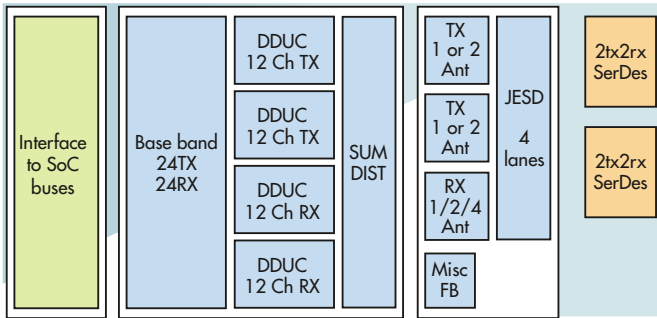 Interface
to SoC
buses
Base band
24TX
24RX
DDUC
12 Ch TX
DDUC
12 Ch TX
DDUC
12 Ch RX
DDUC
12 Ch RX
SUM
DIST
TX
1 or 2
Ant
TX
1 or 2
Ant
RX
1/2/4
Ant
Misc
FB
JESD
4
lanes
2tx2rx
SerDes
2tx2rx
SerDes